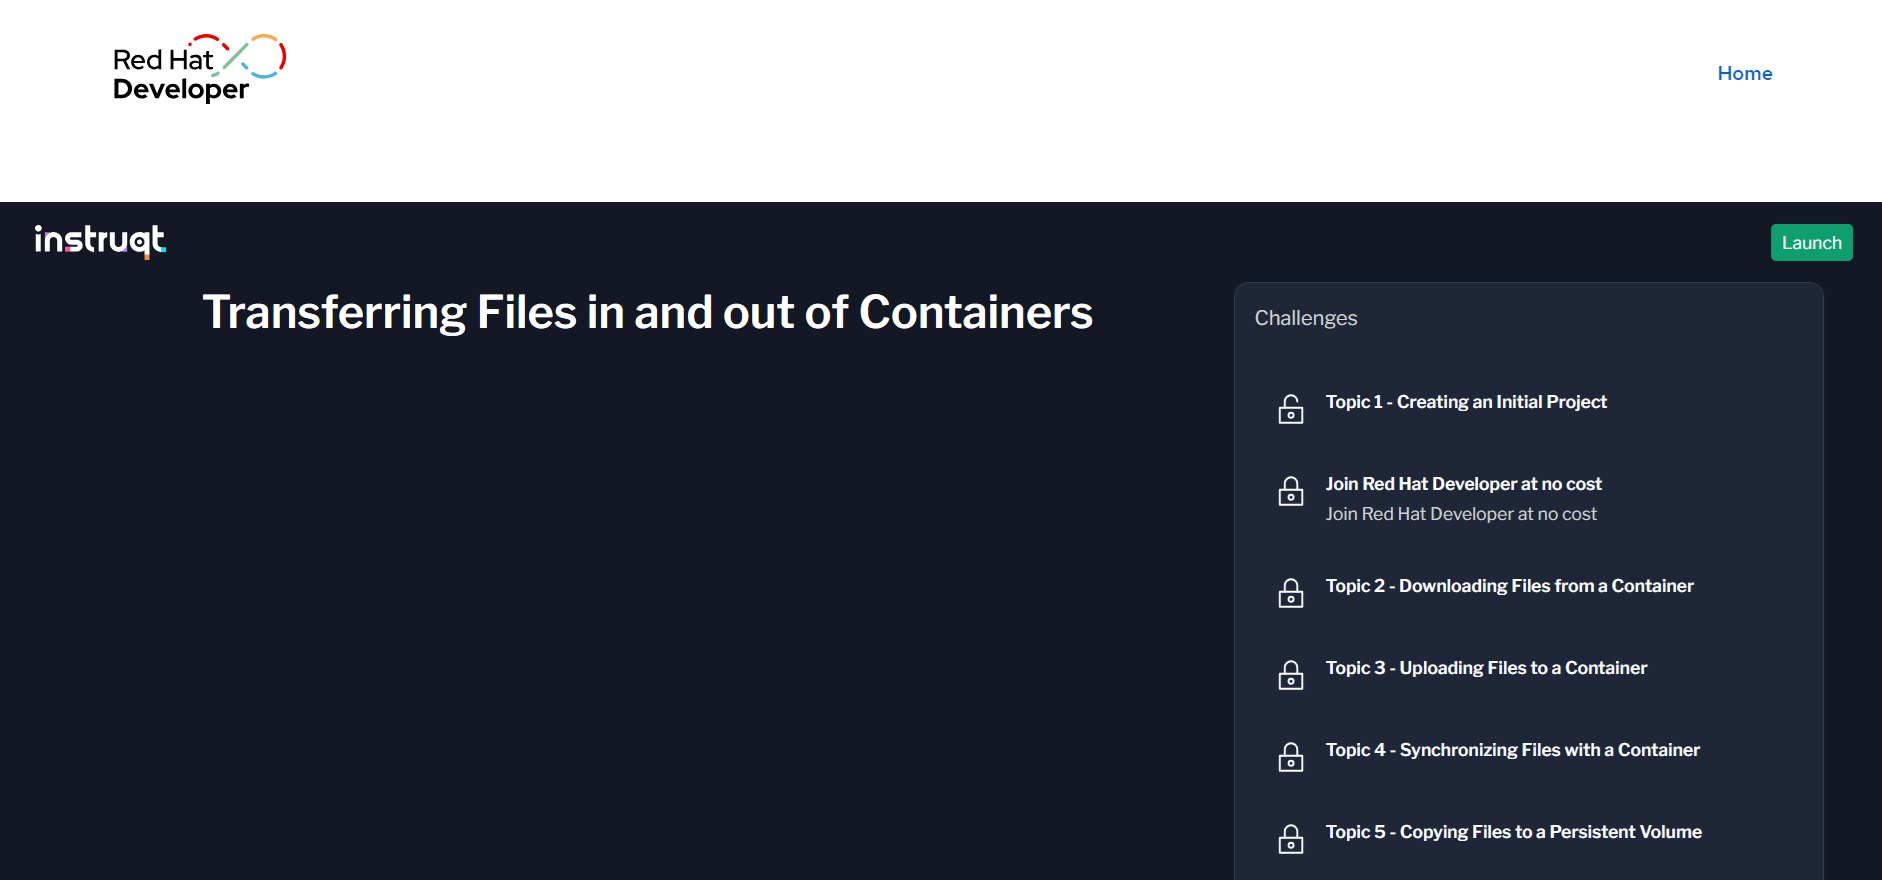 Red Hat
Developer
Home
instruqt
Launch
Transferring Files in and out of Containers
Challenges
Topic 1 - Creating an Initial Project
Join Red Hat Developer at no cost
Join Red Hat Developer at no cost
Topic 2 - Downloading Files from a Container
Topic 3 - Uploading Files to a Container
Topic 4 - Synchronizing Files with a Container
Topic 5 - Copying Files to a Persistent Volume